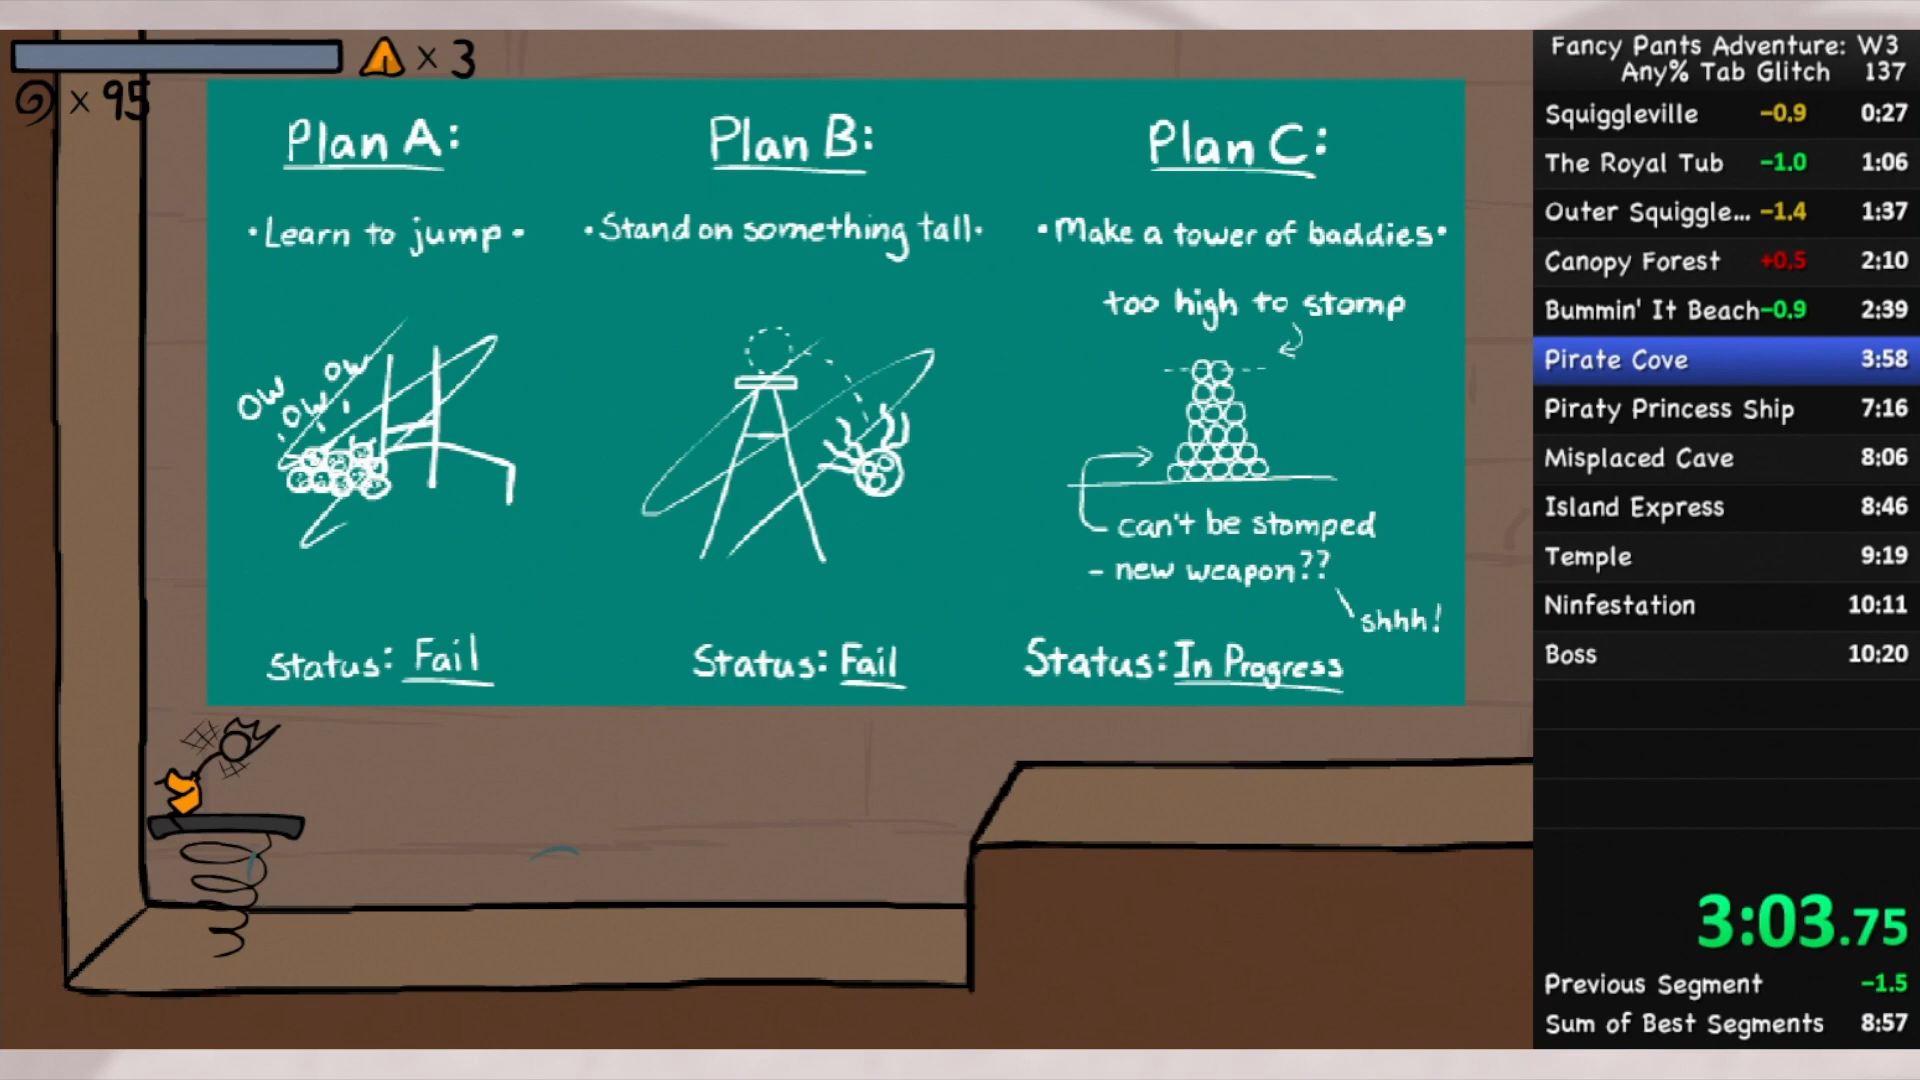 × 3
× 95
Plan A:
•Learn to jump•
OW
OW
OW
Status: Fail
Plan B:
•Stand on something tall•
Status: Fail
Plan C:
•Make a tower of baddies•
too high to stomp
can't be stomped
- new weapon??
shhh!
Status: In Progress
Fancy Pants Adventure: W3
Any% Tab Glitch 137
Squiggleville −0.9 0:27
The Royal Tub −1.0 1:06
Outer Squiggle... −1.4 1:37
Canopy Forest +0.5 2:10
Bummin' It Beach −0.9 2:39
Pirate Cove 3:58
Piraty Princess Ship 7:16
Misplaced Cave 8:06
Island Express 8:46
Temple 9:19
Ninfestation 10:11
Boss 10:20
3:03.75
Previous Segment −1.5
Sum of Best Segments 8:57